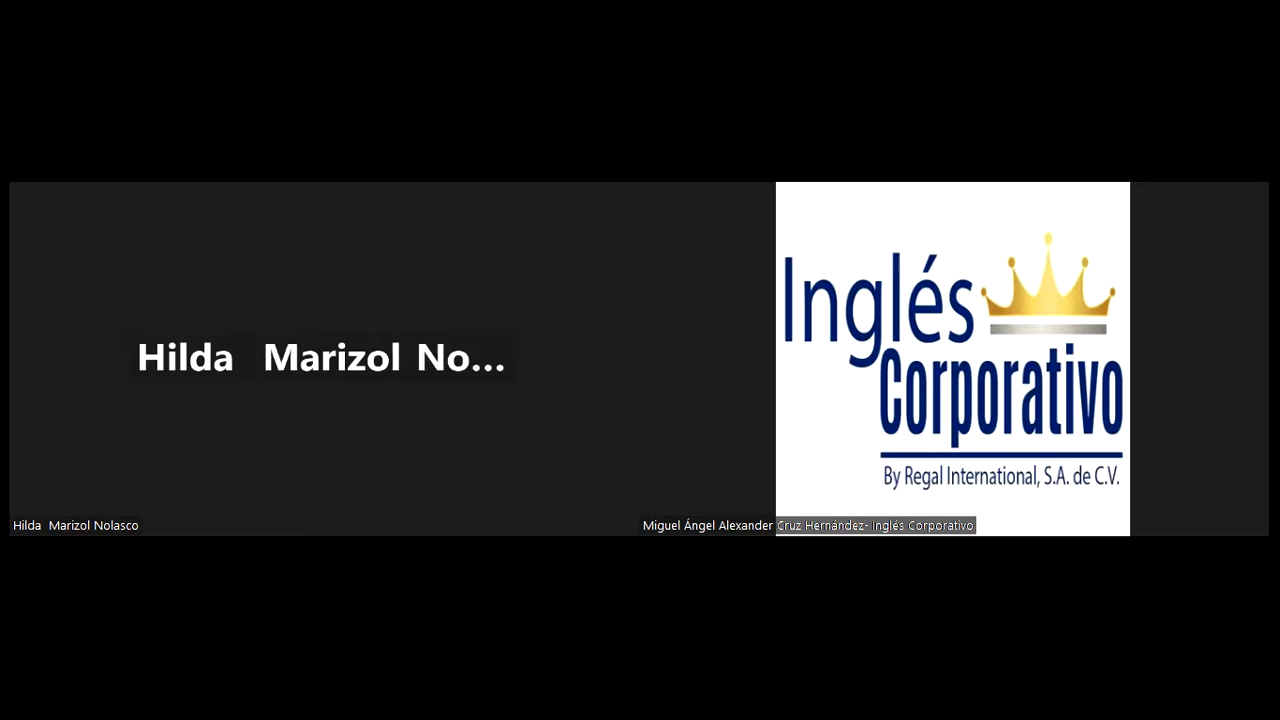 Hilda Marizol No...
Hilda Marizol Nolasco
Inglés
Corporativo
By Regal International, S.A. de C.V.
Miguel Ángel Alexander Cruz Hernández- Inglés Corporativo